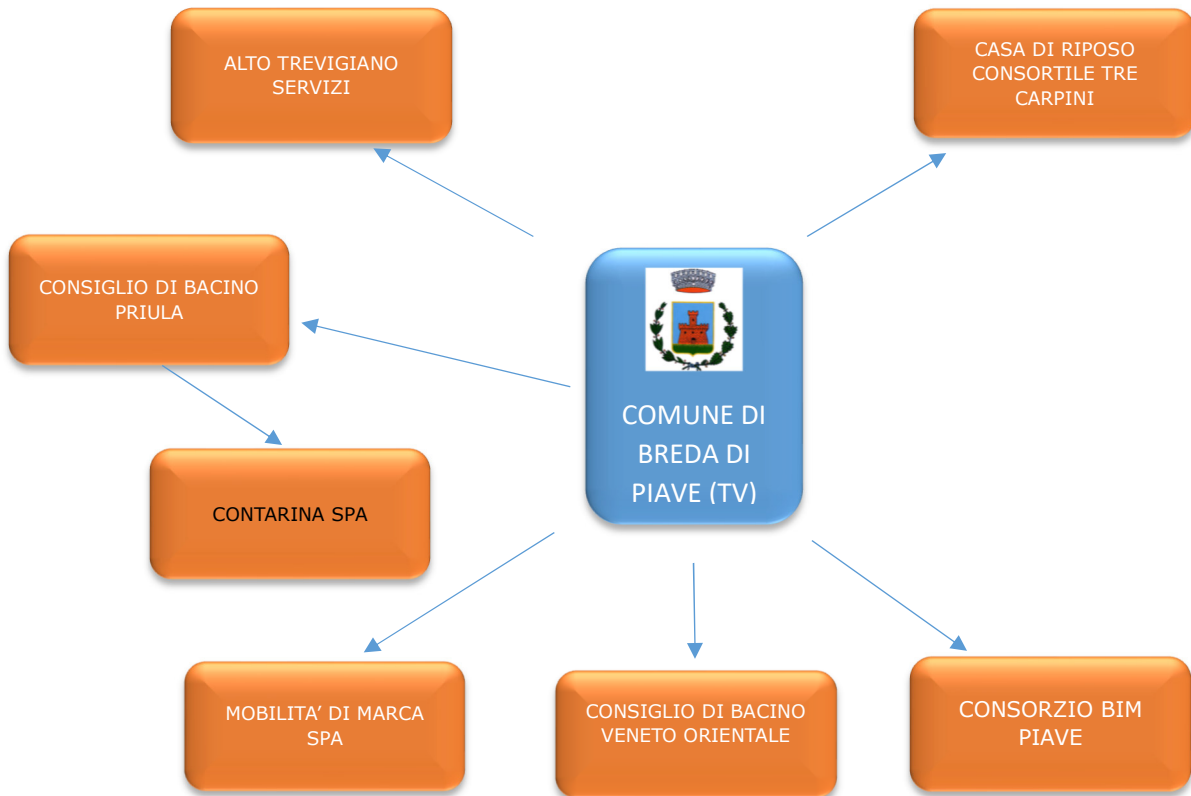 ALTO TREVIGIANO
SERVIZI
CASA DI RIPOSO
CONSORTILE TRE
CARPINI
CONSIGLIO DI BACINO
PRIULA
COMUNE DI
BREDA DI
PIAVE (TV)
CONTARINA SPA
MOBILITA’ DI MARCA
SPA
CONSIGLIO DI BACINO
VENETO ORIENTALE
CONSORZIO BIM
PIAVE